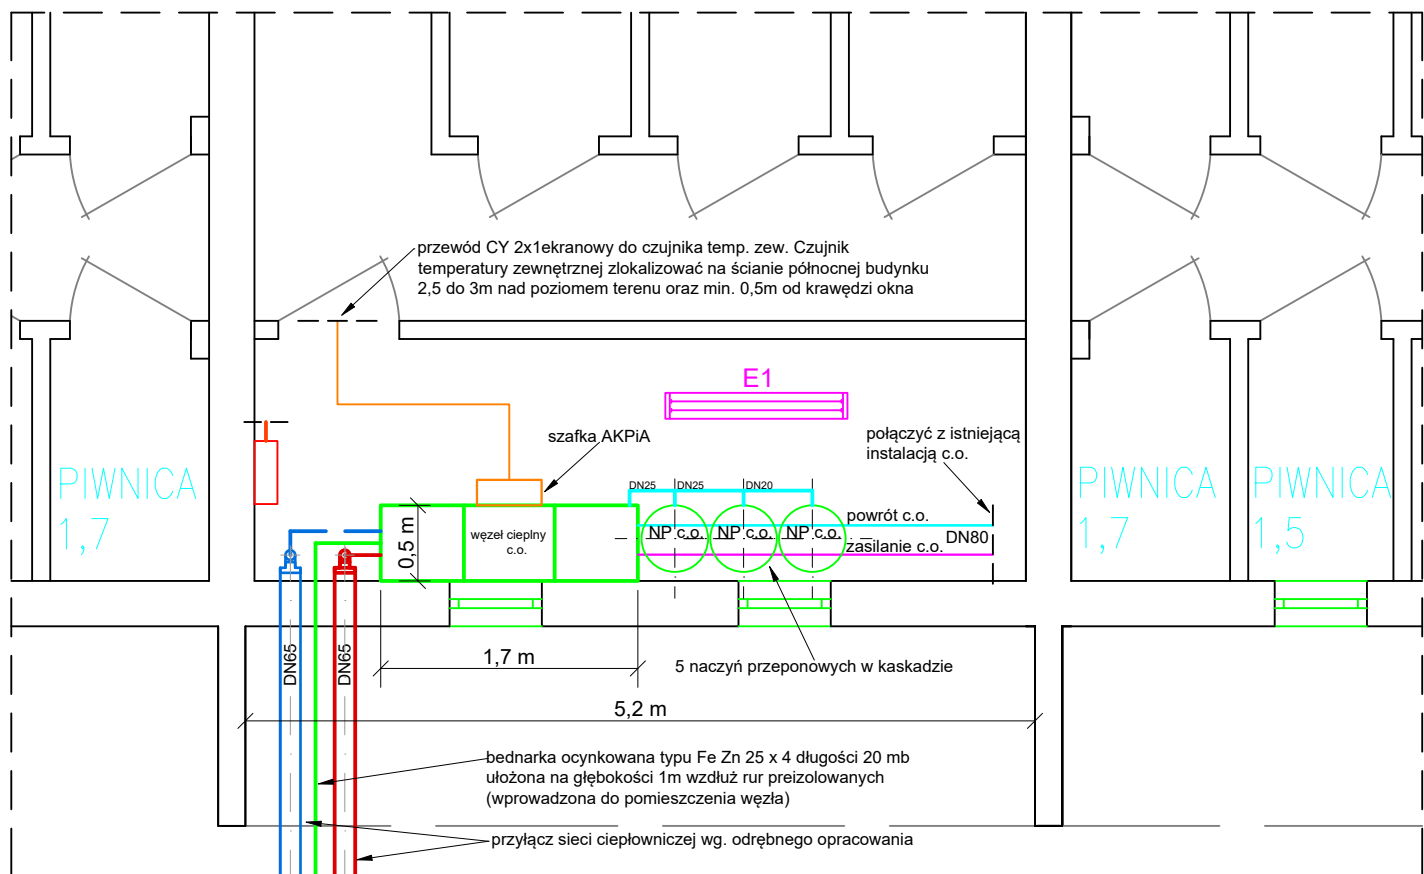 przewód CY 2x1ekranowy do czujnika temp. zew. Czujnik
temperatury zewnętrznej zlokalizować na ścianie północnej budynku
2,5 do 3m nad poziomem terenu oraz min. 0,5m od krawędzi okna
E1
szafka AKPiA
połączyć z istniejącą
instalacją c.o.
PIWNICA
1,7
PIWNICA
1,7
PIWNICA
1,5
DN25
DN25
DN20
0,5 m
węzeł cieplny
c.o.
NP c.o.
NP c.o.
NP c.o.
powrót c.o.
DN80
zasilanie c.o.
DN65
DN65
1,7 m
5 naczyń przeponowych w kaskadzie
5,2 m
bednarka ocynkowana typu Fe Zn 25 x 4 długości 20 mb
ułożona na głębokości 1m wzdłuż rur preizolowanych
(wprowadzona do pomieszczenia węzła)
przyłącz sieci ciepłowniczej wg. odrębnego opracowania